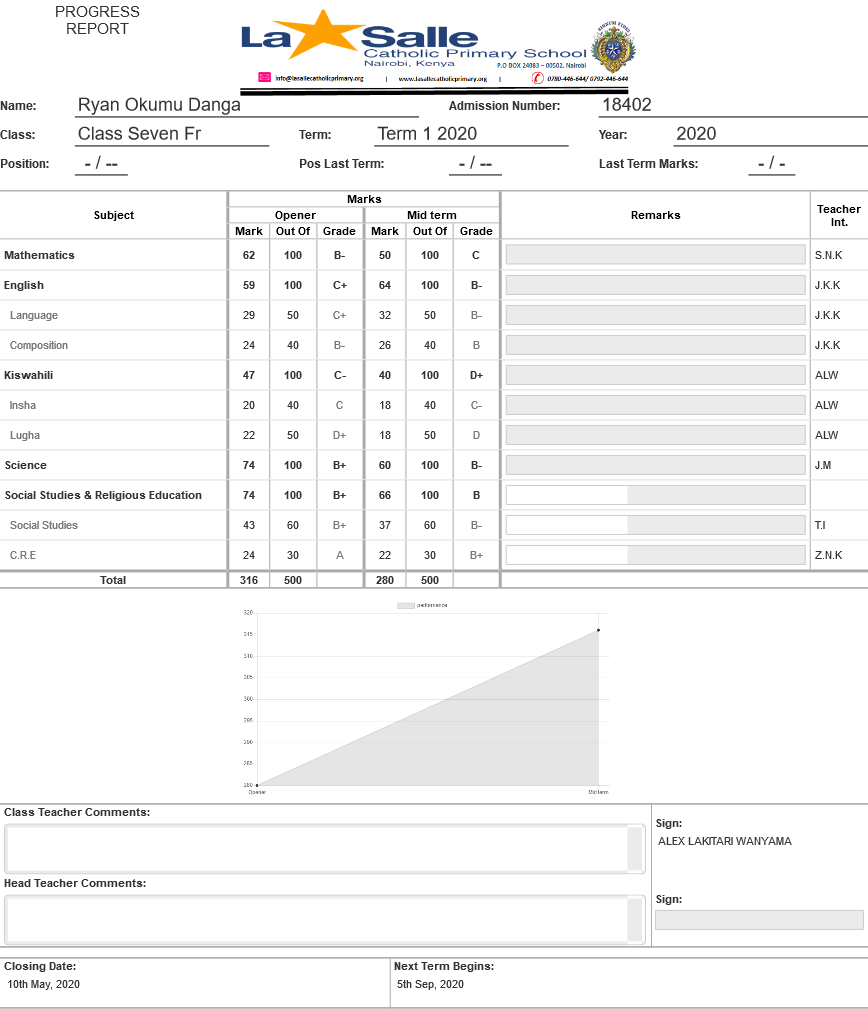 PROGRESS
REPORT
La Salle
Catholic Primary School
Nairobi, Kenya
P.O BOX 24083 – 00502, Nairobi
info@lasallecatholicprimary.org | www.lasallecatholicprimary.org | 0780-446-644/ 0792-446-644
Name: Ryan Okumu Danga Admission Number: 18402
Class: Class Seven Fr Term: Term 1 2020 Year: 2020
Position: - / -- Pos Last Term: - / -- Last Term Marks: - / -
Subject Marks Remarks Teacher Int.
Opener Mid term
Mark Out Of Grade Mark Out Of Grade
Mathematics 62 100 B- 50 100 C S.N.K
English 59 100 C+ 64 100 B- J.K.K
Language 29 50 C+ 32 50 B- J.K.K
Composition 24 40 B- 26 40 B J.K.K
Kiswahili 47 100 C- 40 100 D+ ALW
Insha 20 40 C 18 40 C- ALW
Lugha 22 50 D+ 18 50 D ALW
Science 74 100 B+ 60 100 B- J.M
Social Studies & Religious Education 74 100 B+ 66 100 B
Social Studies 43 60 B+ 37 60 B- T.I
C.R.E 24 30 A 22 30 B+ Z.N.K
Total 316 500 280 500
performance
320
315
310
305
300
295
290
285
280
Opener Mid term
Class Teacher Comments:
Sign:
ALEX LAKITARI WANYAMA
Head Teacher Comments:
Sign:
Closing Date: Next Term Begins:
10th May, 2020 5th Sep, 2020